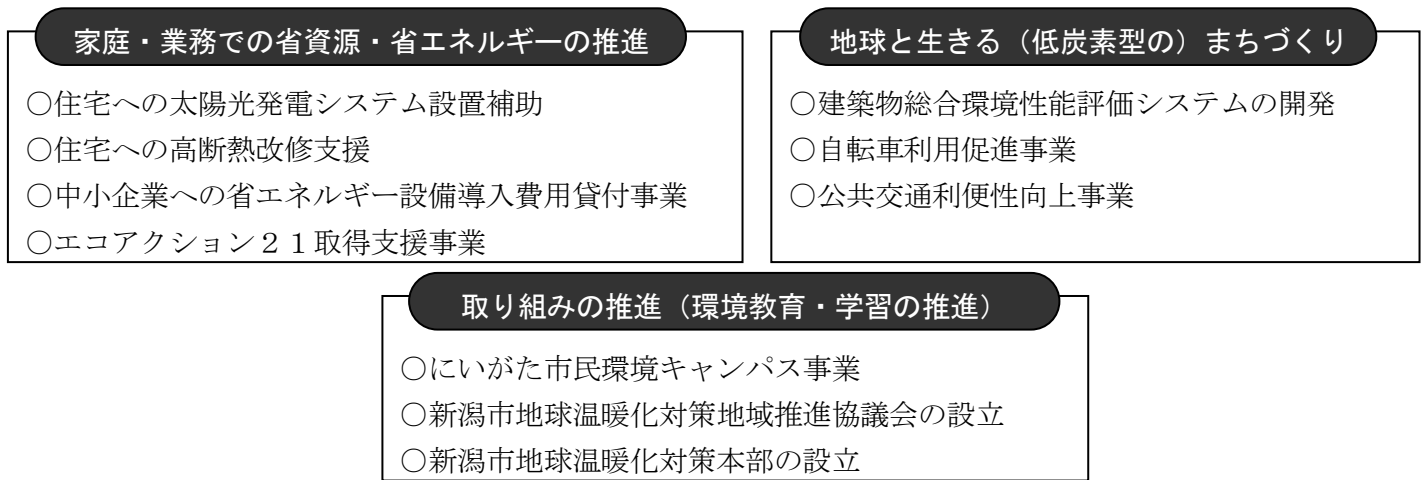 家庭・業務での省資源・省エネルギーの推進
○住宅への太陽光発電システム設置補助
○住宅への高断熱改修支援
○中小企業への省エネルギー設備導入費用貸付事業
○エコアクション２１取得支援事業
地球と生きる（低炭素型の）まちづくり
○建築物総合環境性能評価システムの開発
○自転車利用促進事業
○公共交通利便性向上事業
取り組みの推進（環境教育・学習の推進）
○にいがた市民環境キャンパス事業
○新潟市地球温暖化対策地域推進協議会の設立
○新潟市地球温暖化対策本部の設立